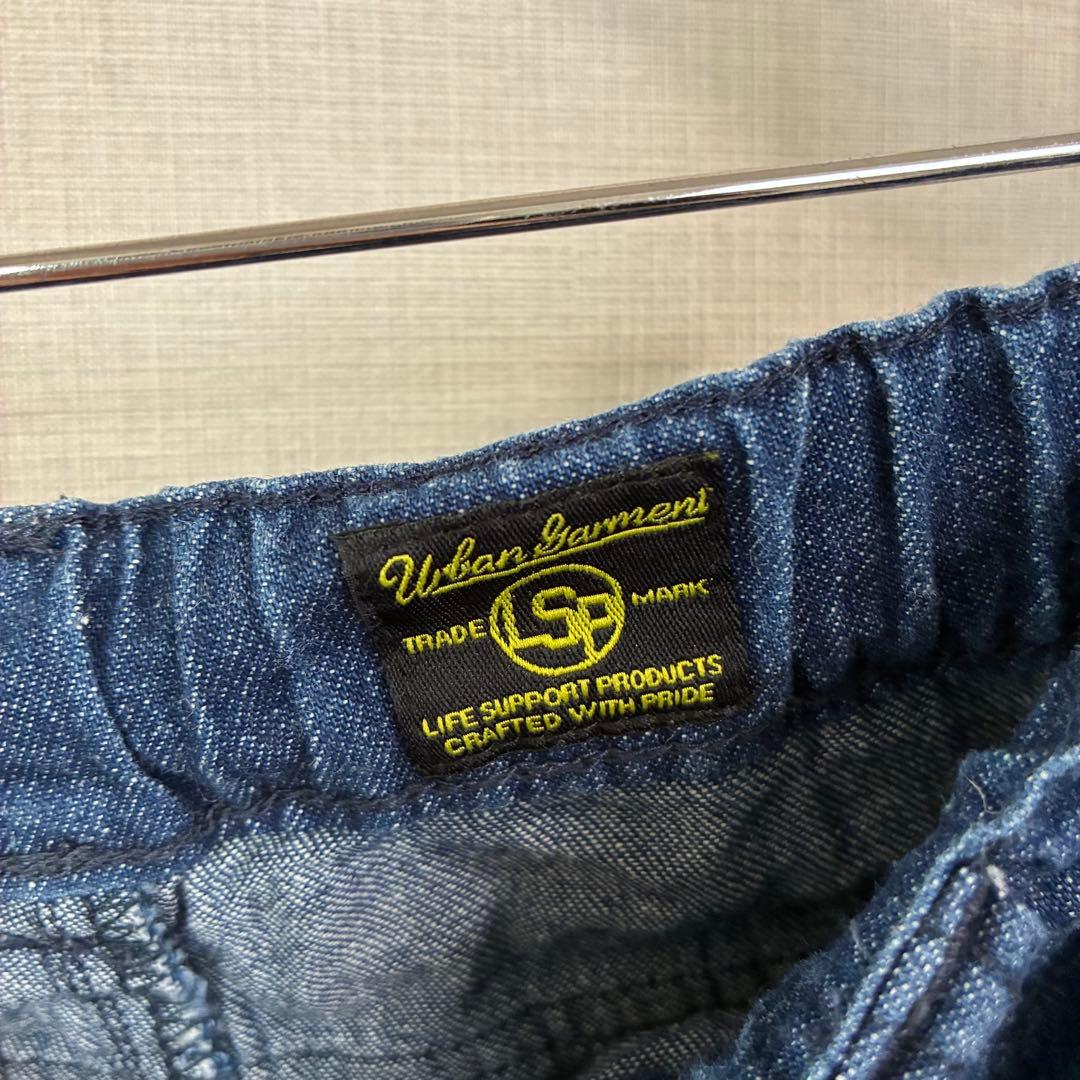 Urban Garment
TRADE LSP MARK
LIFE SUPPORT PRODUCTS
CRAFTED WITH PRIDE